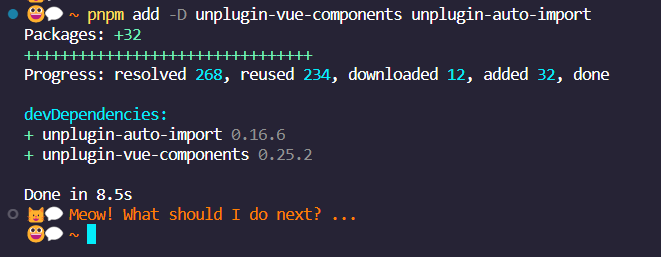 ~ pnpm add -D unplugin-vue-components unplugin-auto-import
Packages: +32
++++++++++++++++++++++++++++++++
Progress: resolved 268, reused 234, downloaded 12, added 32, done
devDependencies:
+ unplugin-auto-import 0.16.6
+ unplugin-vue-components 0.25.2
Done in 8.5s
Meow! What should I do next? ...
~